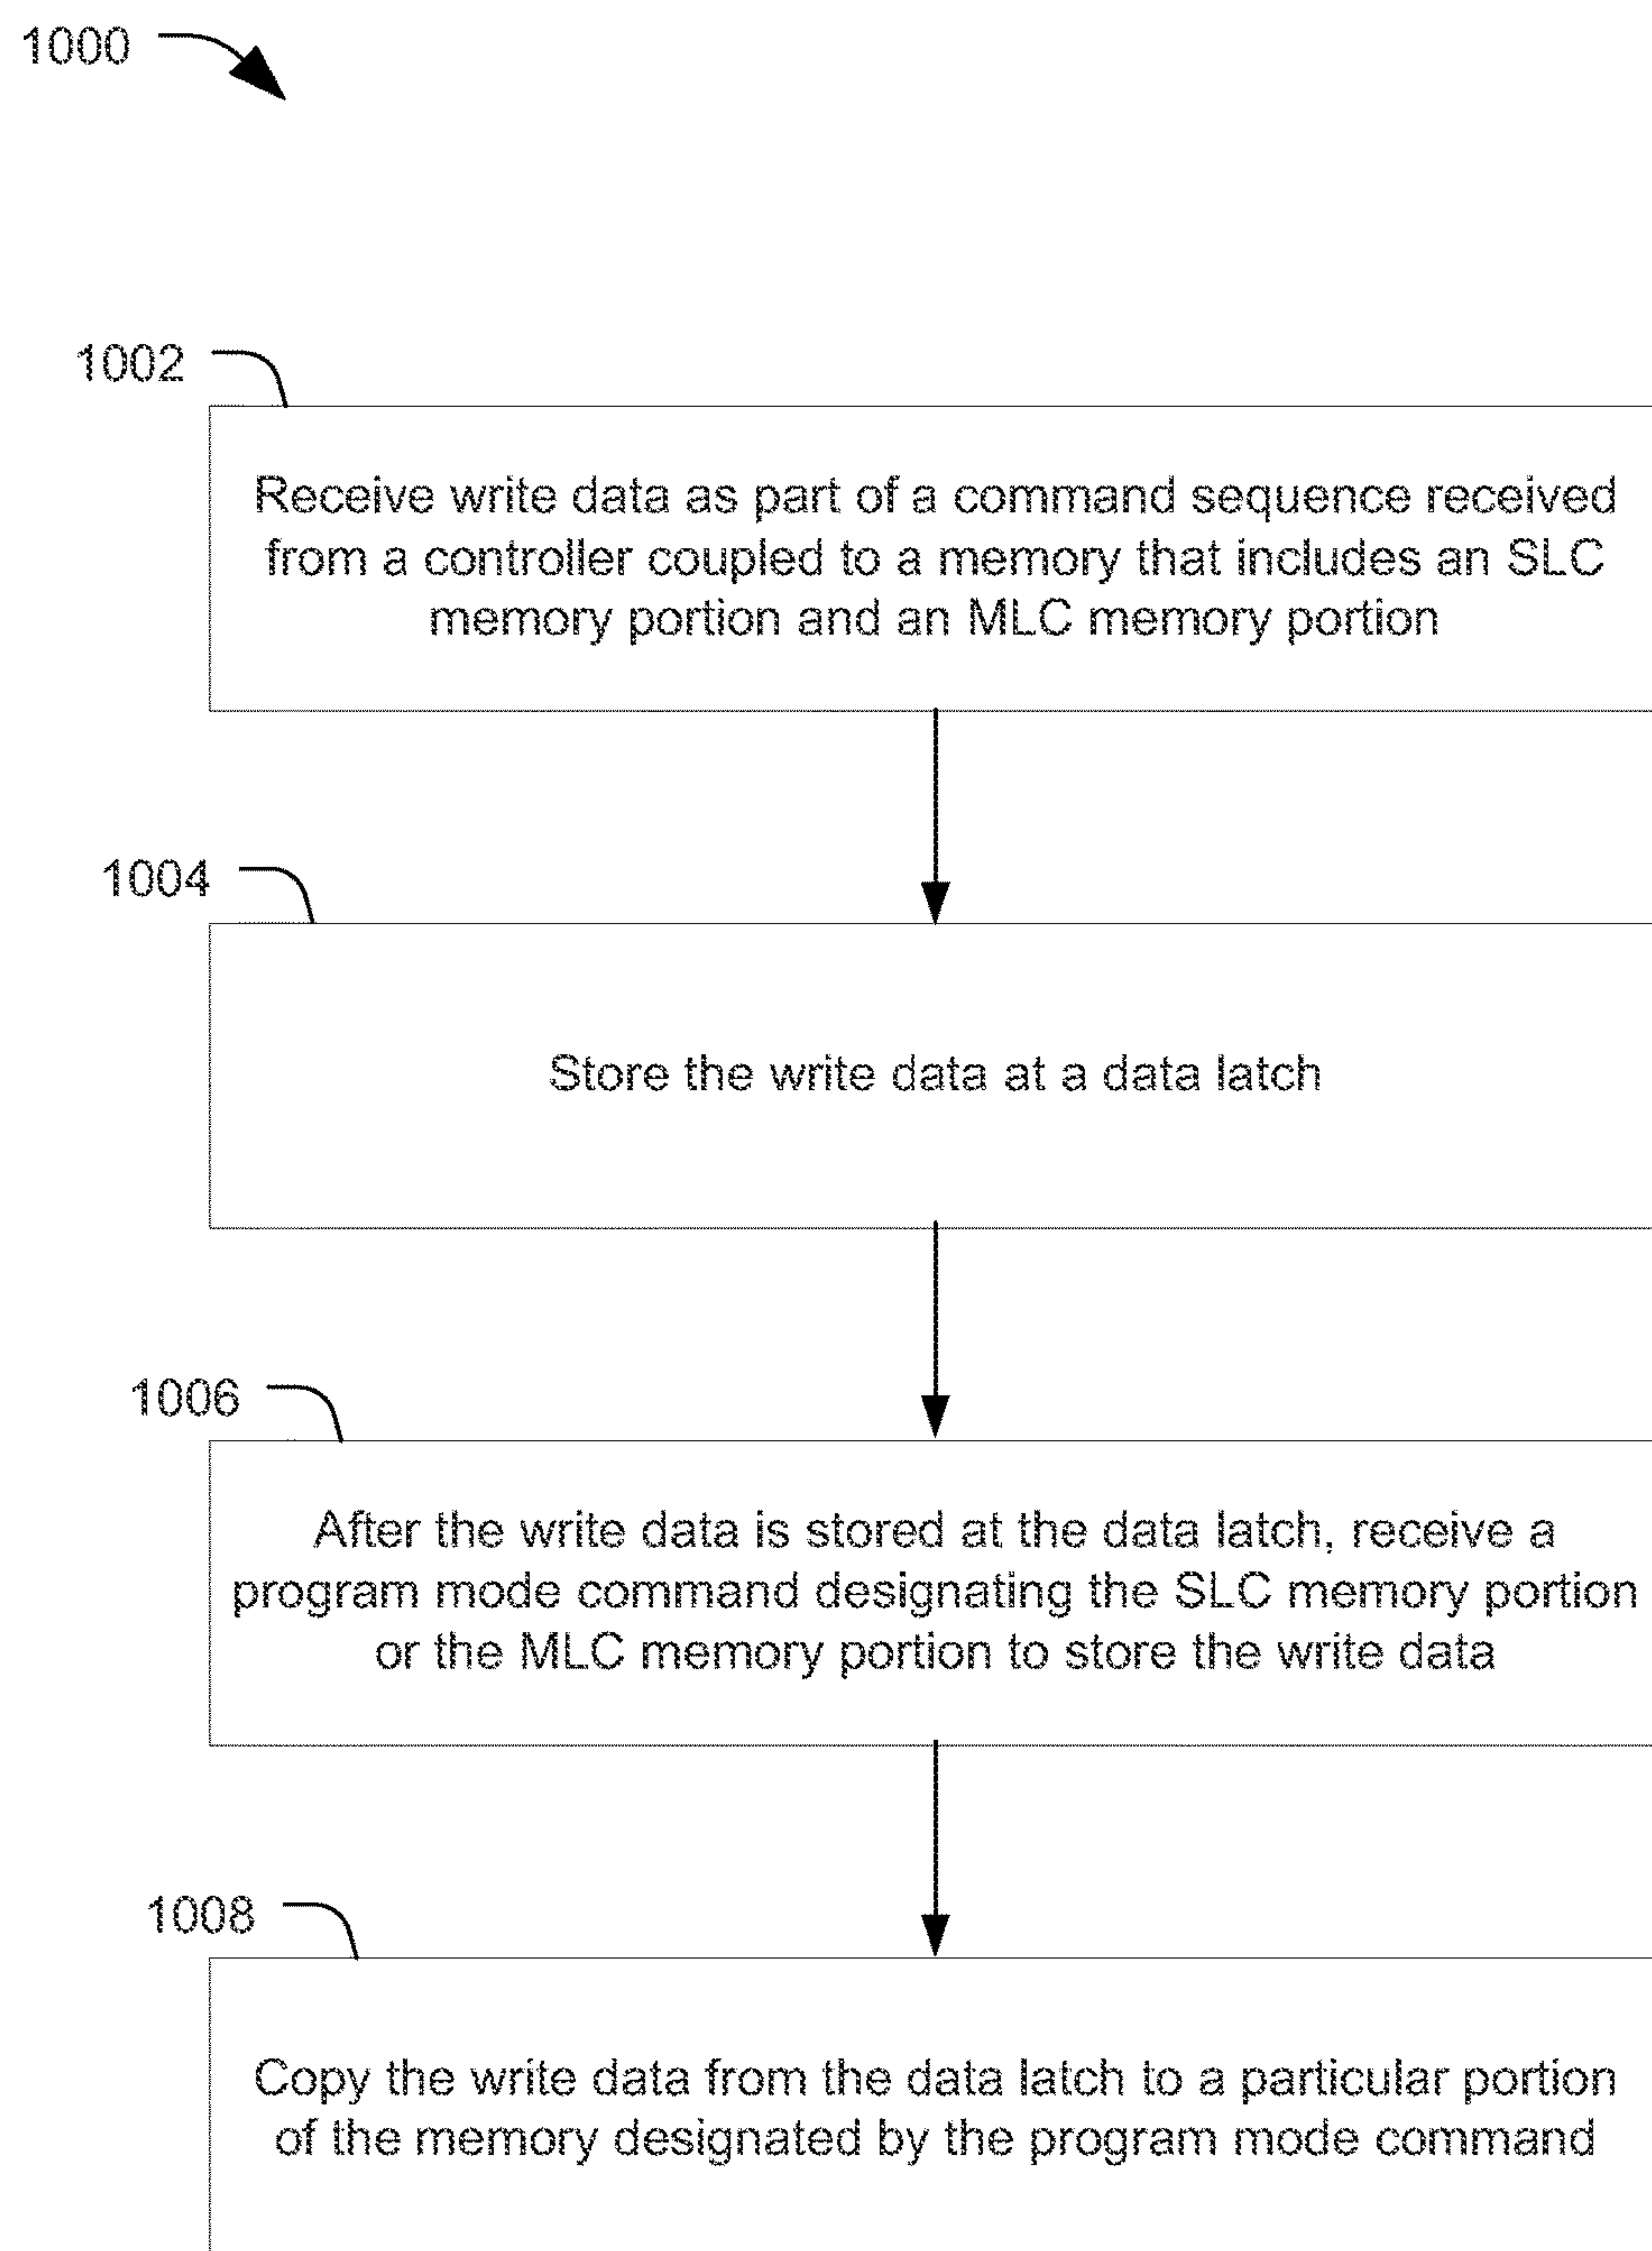 1000
1002
Receive write data as part of a command sequence received
from a controller coupled to a memory that includes an SLC
memory portion and an MLC memory portion
1004
Store the write data at a data latch
1006
After the write data is stored at the data latch, receive a
program mode command designating the SLC memory portion
or the MLC memory portion to store the write data
1008
Copy the write data from the data latch to a particular portion
of the memory designated by the program mode command